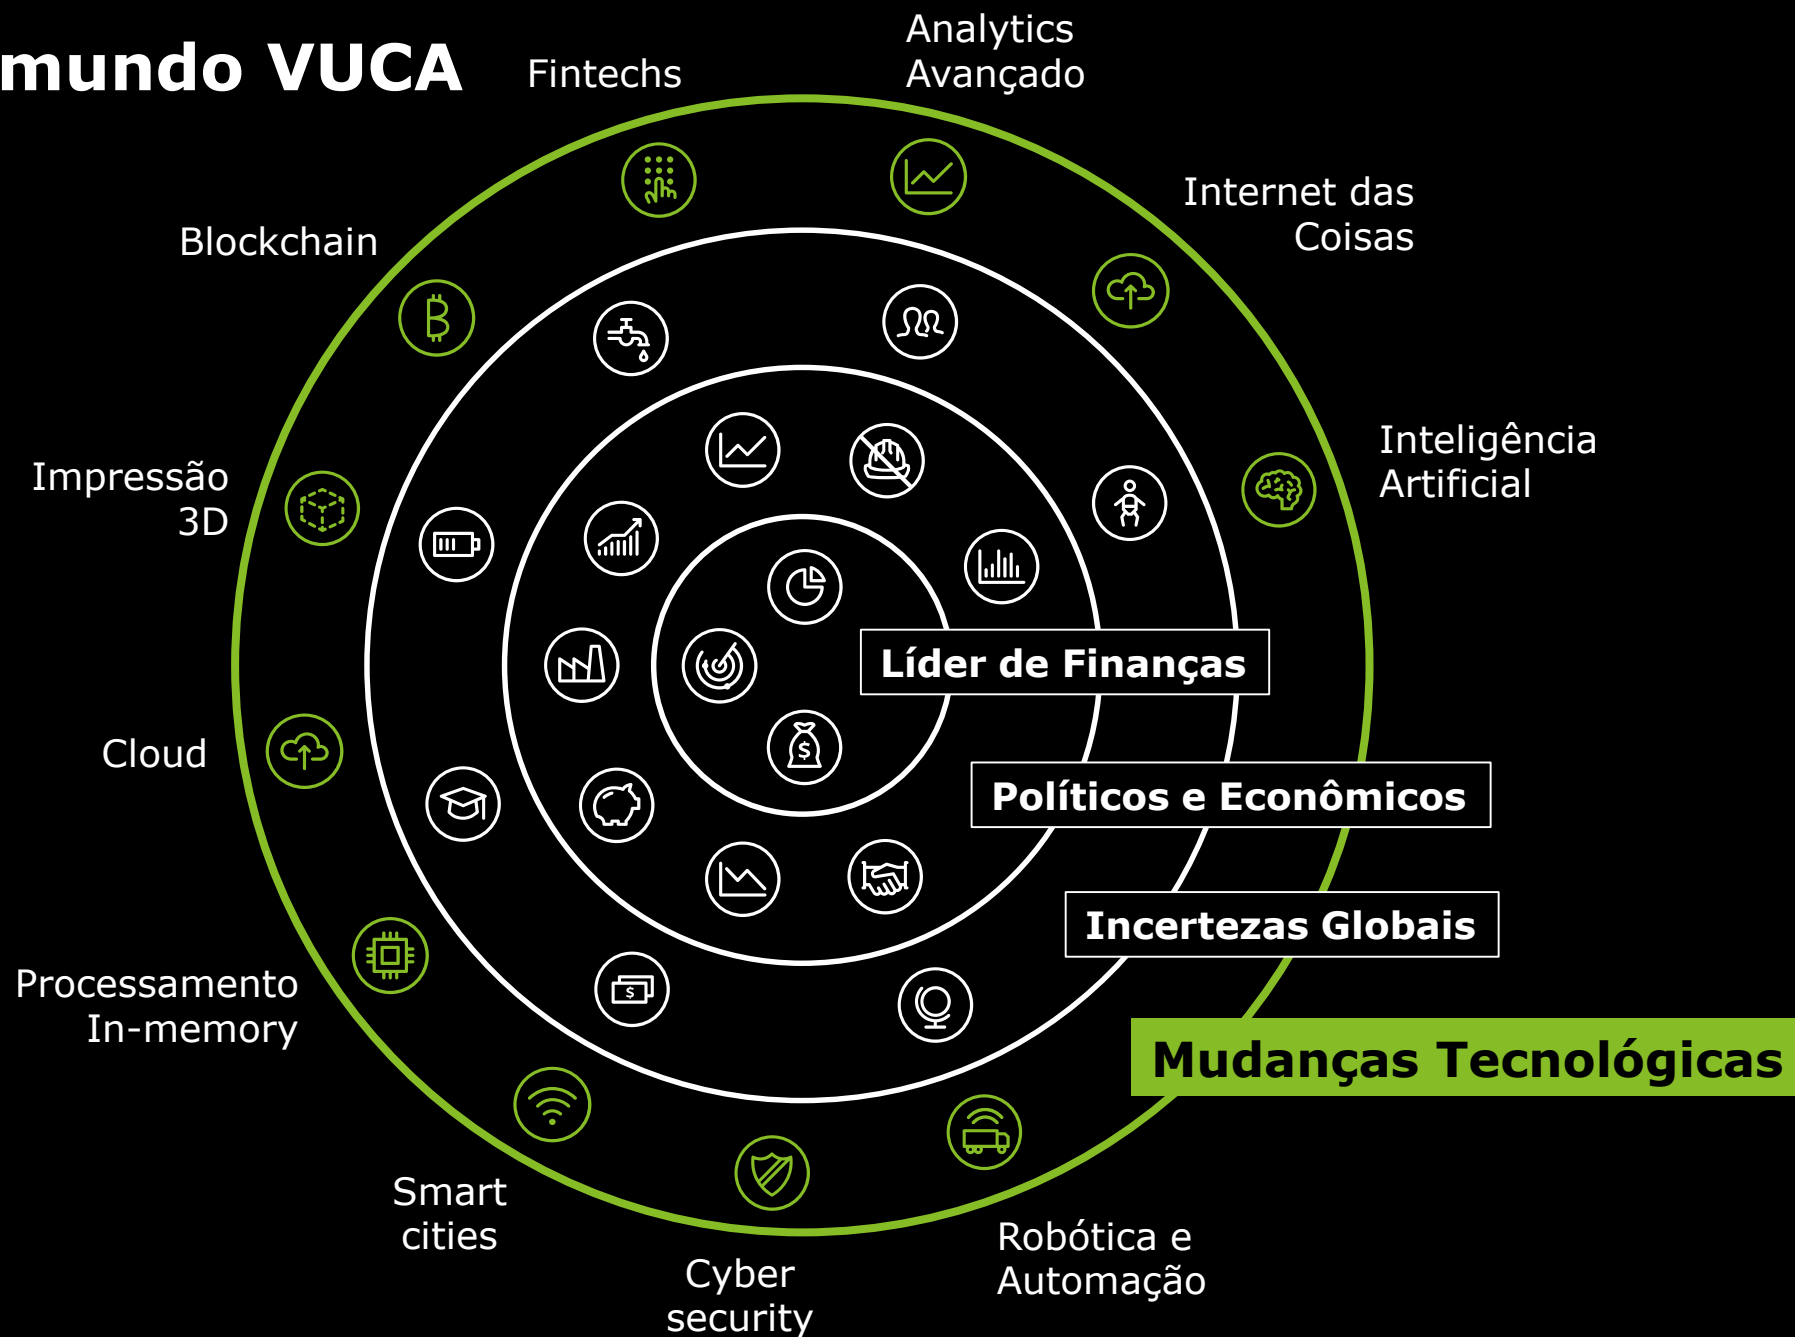 mundo VUCA
Fintechs
Analytics
Avançado
Internet das
Coisas
Blockchain
Inteligência
Artificial
Impressão
3D
Líder de Finanças
Cloud
Políticos e Econômicos
Incertezas Globais
Processamento
In-memory
Mudanças Tecnológicas
Smart
cities
Robótica e
Automação
Cyber
security